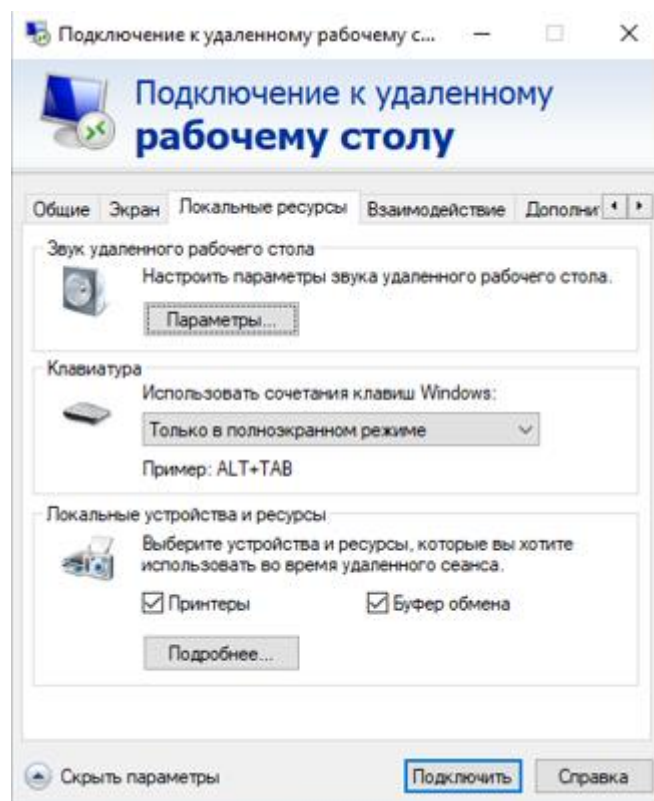 Подключение к удаленному рабочему с...
Подключение к удаленному
рабочему столу
Общие Экран Локальные ресурсы Взаимодействие Дополни
Звук удаленного рабочего стола
Настроить параметры звука удаленного рабочего стола.
Параметры...
Клавиатура
Использовать сочетания клавиш Windows:
Только в полноэкранном режиме
Пример: ALT+TAB
Локальные устройства и ресурсы
Выберите устройства и ресурсы, которые вы хотите
использовать во время удаленного сеанса.
Принтеры Буфер обмена
Подробнее...
Скрыть параметры Подключить Справка